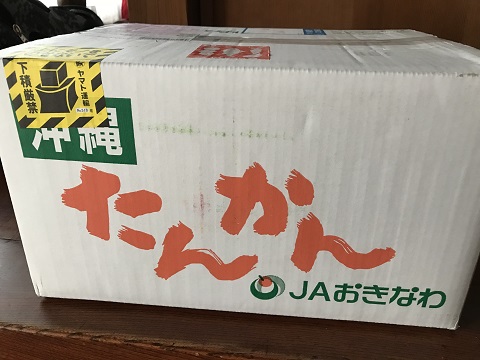 下積厳禁
ヤマト運輸
沖縄
たんかん
JAおきなわ